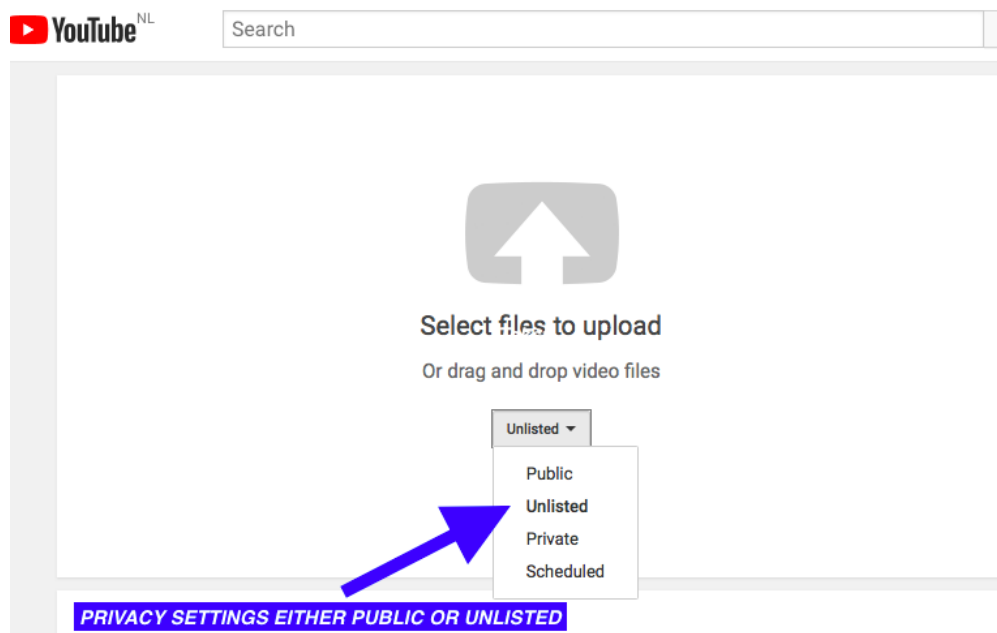 YouTube NL
Search
Select files to upload
Or drag and drop video files
Unlisted
Public
Unlisted
Private
Scheduled
PRIVACY SETTINGS EITHER PUBLIC OR UNLISTED